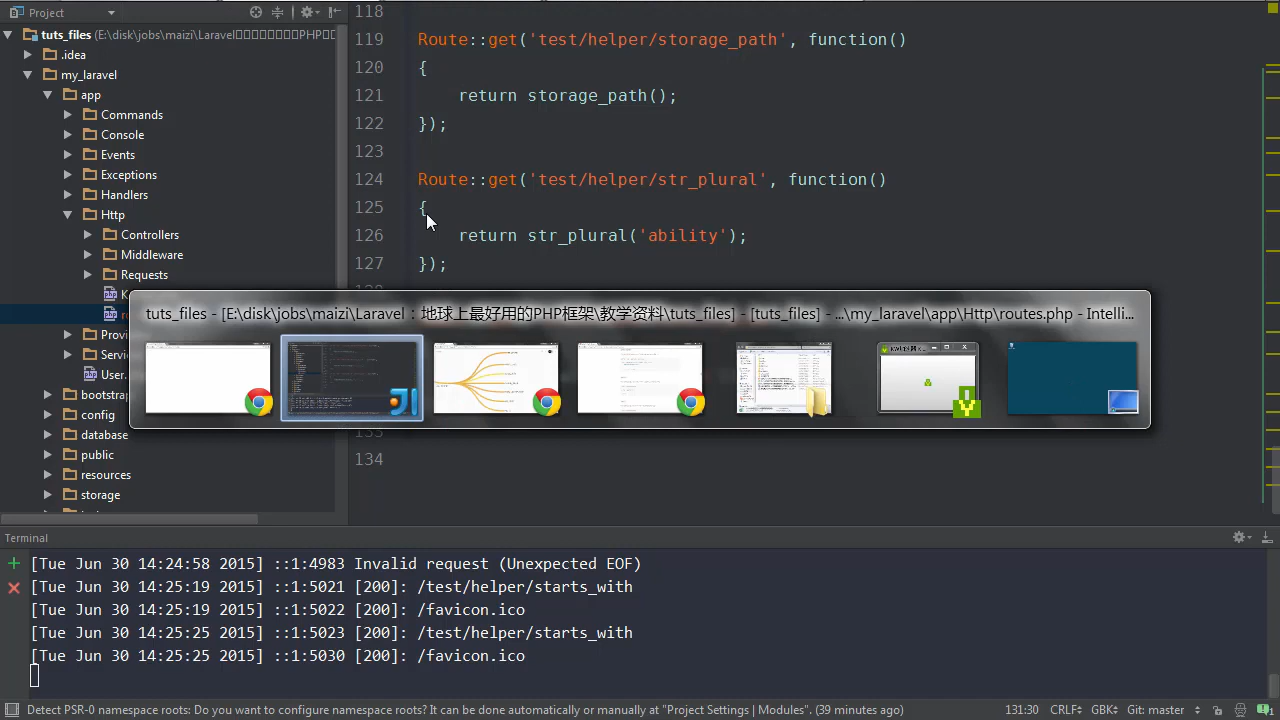 Project
tuts_files (E:\disk\jobs\maizi\Laravel
.idea
my_laravel
app
Commands
Console
Events
Exceptions
Handlers
Http
Controllers
Middleware
Requests
config
database
public
resources
storage
118
119 Route::get('test/helper/storage_path', function()
120 {
121 return storage_path();
122 });
123
124 Route::get('test/helper/str_plural', function()
125 {
126 return str_plural('ability');
127 });
134
tuts_files - [E:\disk\jobs\maizi\Laravel：地球上最好用的PHP框架\教学资料\tuts_files] - [tuts_files] - ...\my_laravel\app\Http\routes.php - Intelli...
Terminal
[Tue Jun 30 14:24:58 2015] ::1:4983 Invalid request (Unexpected EOF)
[Tue Jun 30 14:25:19 2015] ::1:5021 [200]: /test/helper/starts_with
[Tue Jun 30 14:25:19 2015] ::1:5022 [200]: /favicon.ico
[Tue Jun 30 14:25:25 2015] ::1:5023 [200]: /test/helper/starts_with
[Tue Jun 30 14:25:25 2015] ::1:5030 [200]: /favicon.ico
Detect PSR-0 namespace roots: Do you want to configure namespace roots? It can be done automatically or manually at "Project Settings | Modules". (39 minutes ago)
131:30 CRLF÷ GBK÷ Git: master